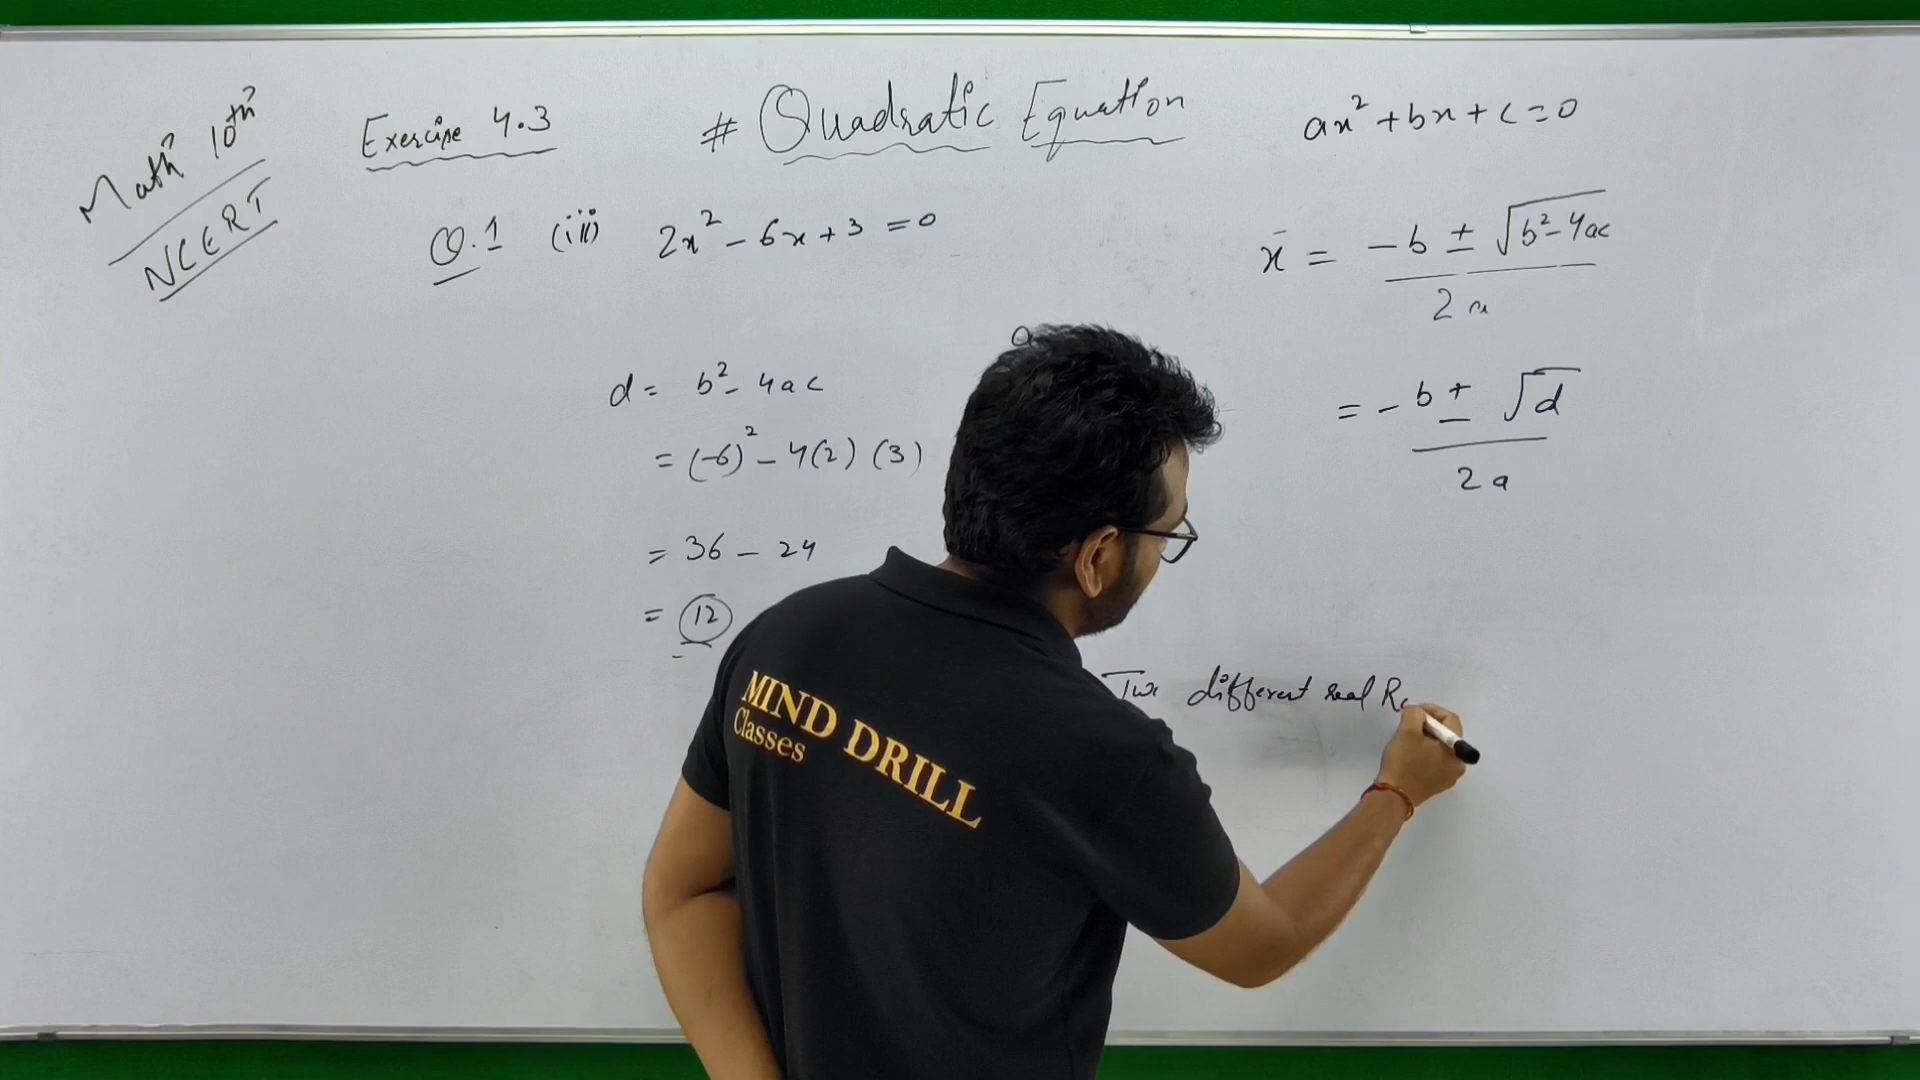 Math 10th
NCERT
Exercise 4.3
# Quadratic Equation
Q.1 (iii) 2x² - 6x + 3 = 0
d = b² - 4ac
= (-6)² - 4(2) (3)
= 36 - 24
= 12
ax² + bx + c = 0
x = -b ± √b² - 4ac
2a
= -b ± √d
2a
Two different real
MIND DRILL
Classes